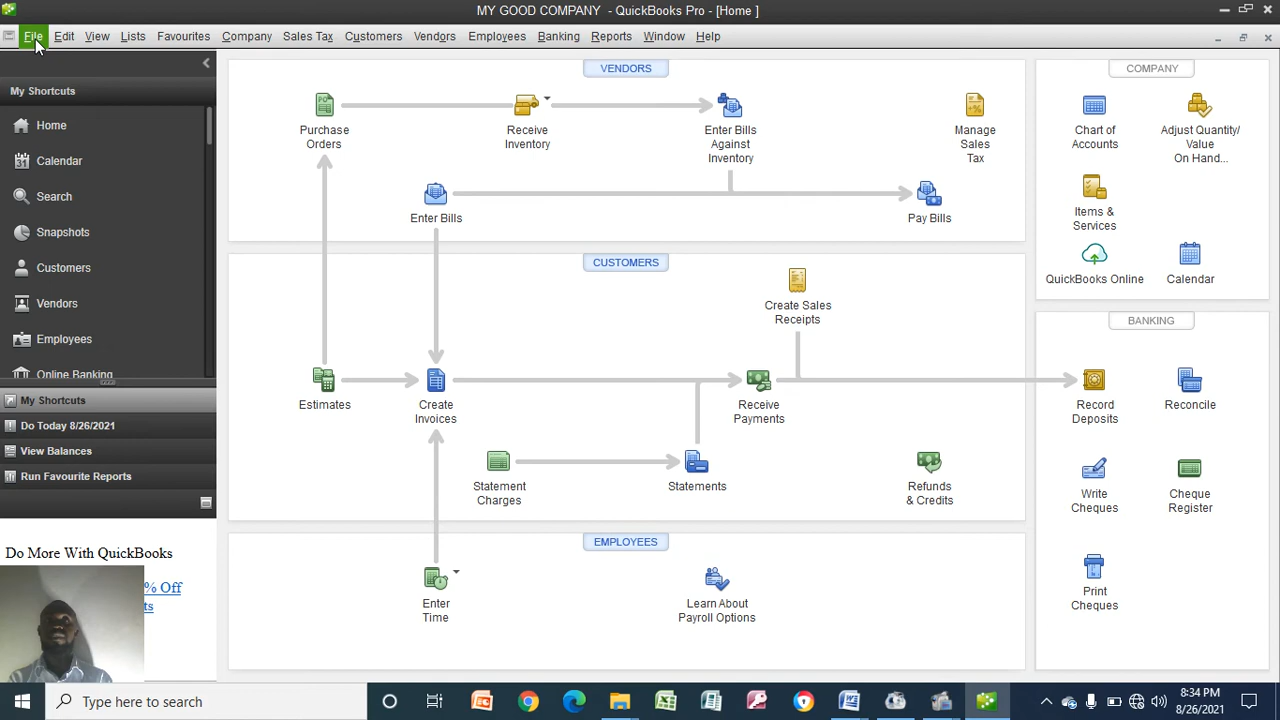 MY GOOD COMPANY - QuickBooks Pro - [Home ]
File Edit View Lists Favourites Company Sales Tax Customers Vendors Employees Banking Reports Window Help
My Shortcuts
Home
Calendar
Search
Snapshots
Customers
Vendors
Employees
Online Banking
My Shortcuts
Do Today 8/26/2021
View Balances
Run Favourite Reports
Do More With QuickBooks
% Off
ts
VENDORS
Purchase
Orders
Receive
Inventory
Enter Bills
Against
Inventory
Manage
Sales
Tax
Enter Bills
Pay Bills
CUSTOMERS
Create Sales
Receipts
Estimates
Create
Invoices
Receive
Payments
Statement
Charges
Statements
Refunds
& Credits
EMPLOYEES
Enter
Time
Learn About
Payroll Options
COMPANY
Chart of
Accounts
Adjust Quantity/
Value
On Hand...
Items &
Services
QuickBooks Online
Calendar
BANKING
Record
Deposits
Reconcile
Write
Cheques
Cheque
Register
Print
Cheques
Type here to search
8:34 PM
8/26/2021